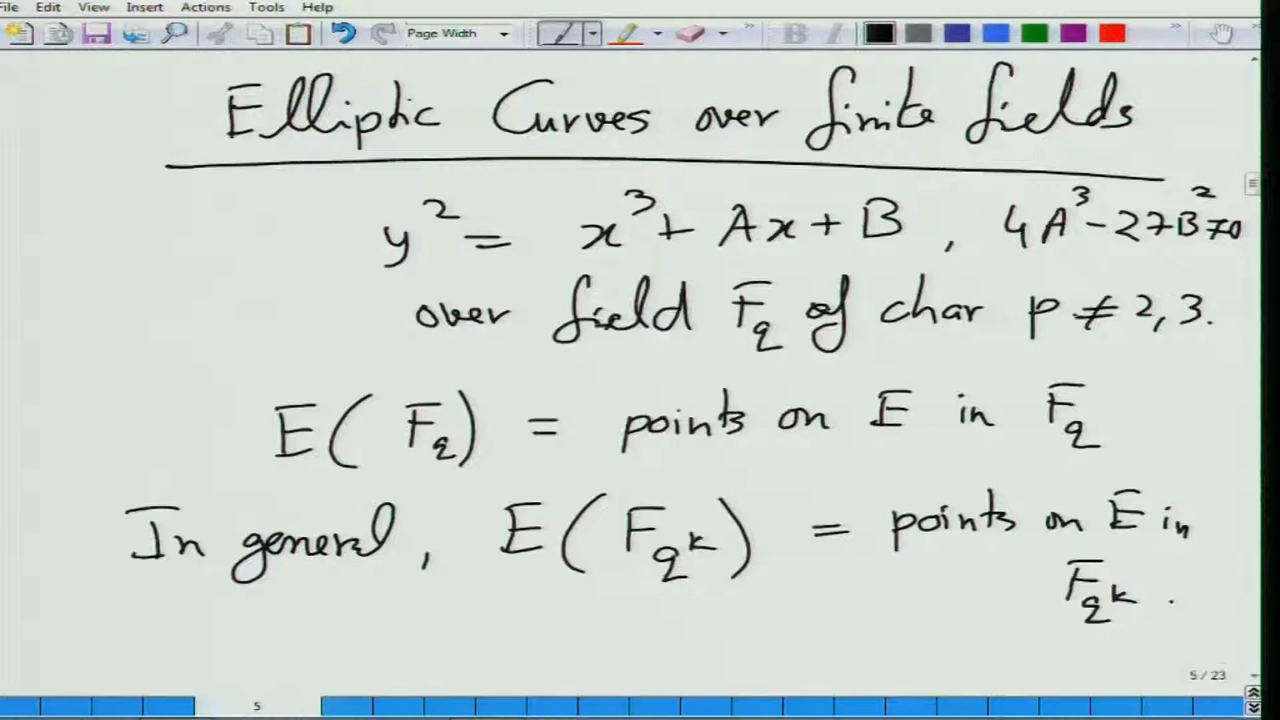 File Edit View Insert Actions Tools Help
Page Width
Elliptic Curves over finite fields
y² = x³ + Ax + B , 4A³ - 27B² ≠ 0
over field F_q of char p ≠ 2, 3.
E(F_q) = points on E in F_q
In general, E(F_q^k) = points on E in
F_q^k .
5 / 23
5